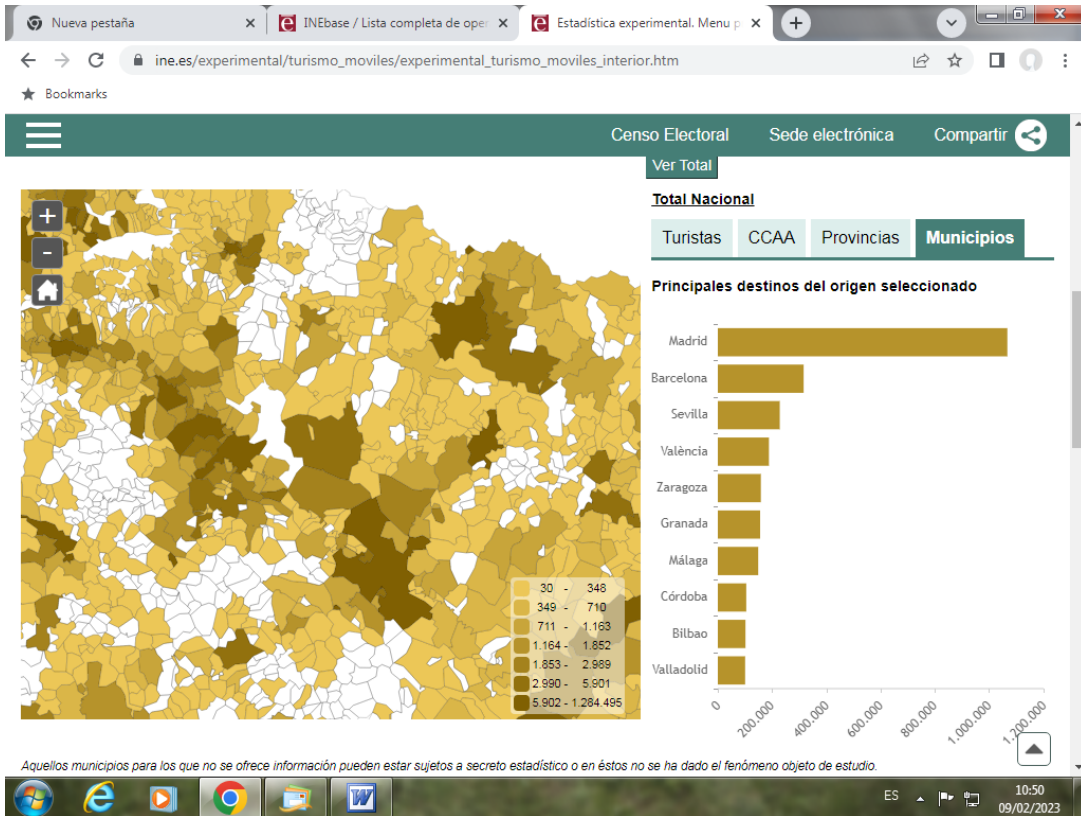 Nueva pestaña
INEbase / Lista completa de oper
Estadística experimental. Menu p
ine.es/experimental/turismo_moviles/experimental_turismo_moviles_interior.htm
Bookmarks
Censo Electoral Sede electrónica Compartir
Ver Total
Total Nacional
Turistas CCAA Provincias Municipios
Principales destinos del origen seleccionado
+
-
Madrid
Barcelona
Sevilla
València
Zaragoza
Granada
Málaga
Córdoba
Bilbao
Valladolid
0 200.000 400.000 600.000 800.000 1.000.000 1.200.000
30 - 348
349 - 710
711 - 1.163
1.164 - 1.852
1.853 - 2.989
2.990 - 5.901
5.902 - 1.284.495
Aquellos municipios para los que no se ofrece información pueden estar sujetos a secreto estadístico o en éstos no se ha dado el fenómeno objeto de estudio.
ES
10:50
09/02/2023